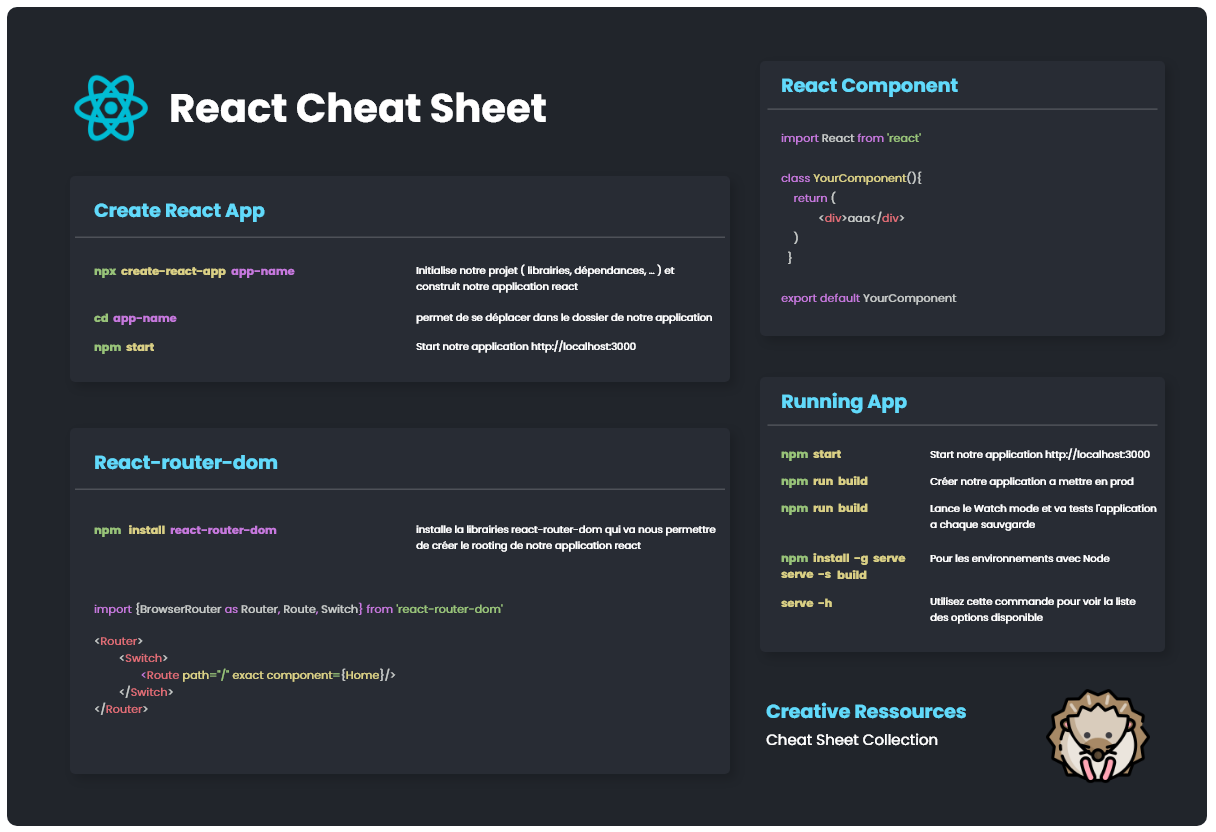 React Cheat Sheet
Create React App
npx create-react-app app-name
Initialise notre projet ( librairies, dépendances, ... ) et
construit notre application react
cd app-name
permet de se déplacer dans le dossier de notre application
npm start
Start notre application http://localhost:3000
React-router-dom
npm install react-router-dom
installe la librairies react-router-dom qui va nous permettre
de créer le rooting de notre application react
import {BrowserRouter as Router, Route, Switch} from 'react-router-dom'
<Router>
<Switch>
<Route path="/" exact component={Home}/>
</Switch>
</Router>
React Component
import React from 'react'
class YourComponent(){
return (
<div>aaa</div>
)
}
export default YourComponent
Running App
npm start
Start notre application http://localhost:3000
npm run build
Créer notre application a mettre en prod
npm run build
Lance le Watch mode et va tests l'application
a chaque sauvgarde
npm install -g serve
serve -s build
Pour les environnements avec Node
serve -h
Utilisez cette commande pour voir la liste
des options disponible
Creative Ressources
Cheat Sheet Collection